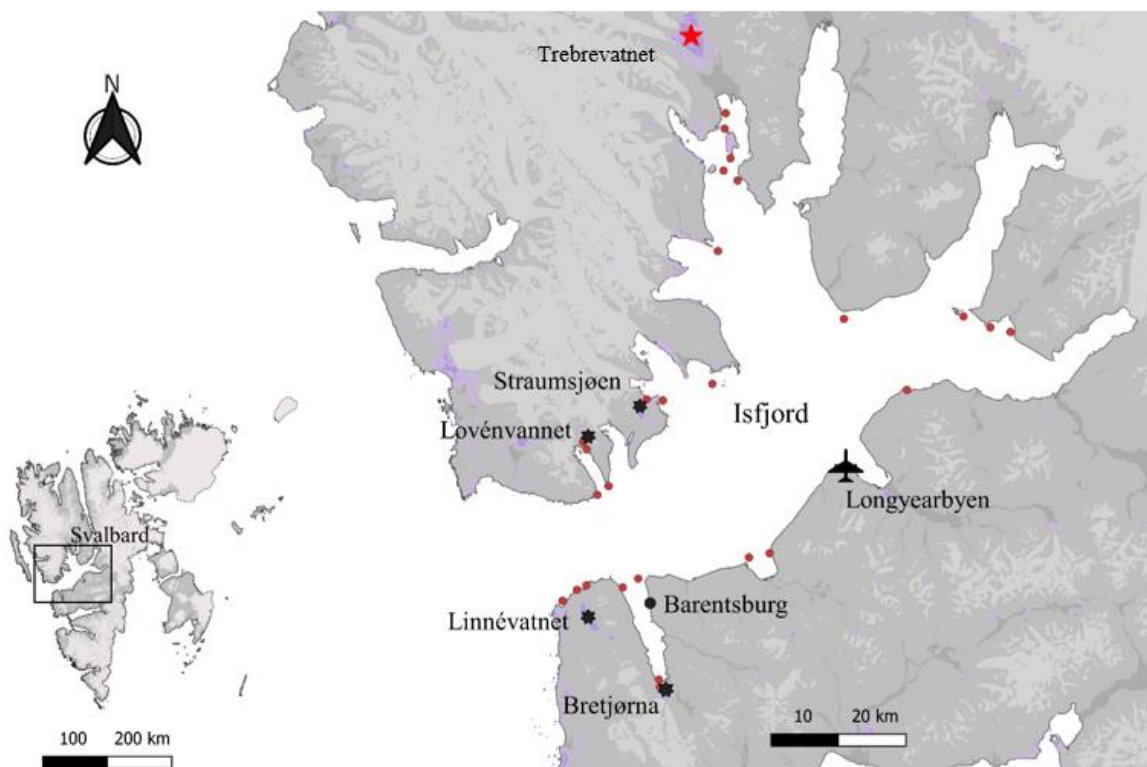 Trebrevatnet
N
Straumsjøen
Isfjord
Lovénvannet
Longyearbyen
Svalbard
Barentsburg
Linnévatnet
Bretjørna
10 20 km
100 200 km